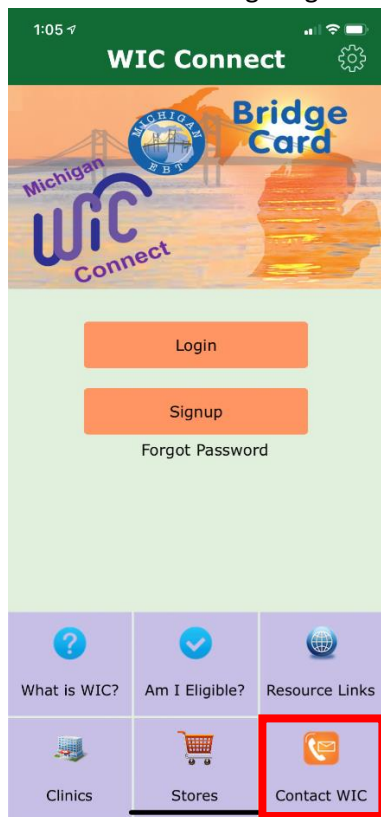 1:05
WIC Connect
MICHIGAN
EBT
Bridge
Card
Michigan
WiC
Connect
Login
Signup
Forgot Password
?
What is WIC?
Am I Eligible?
Resource Links
Clinics
Stores
Contact WIC